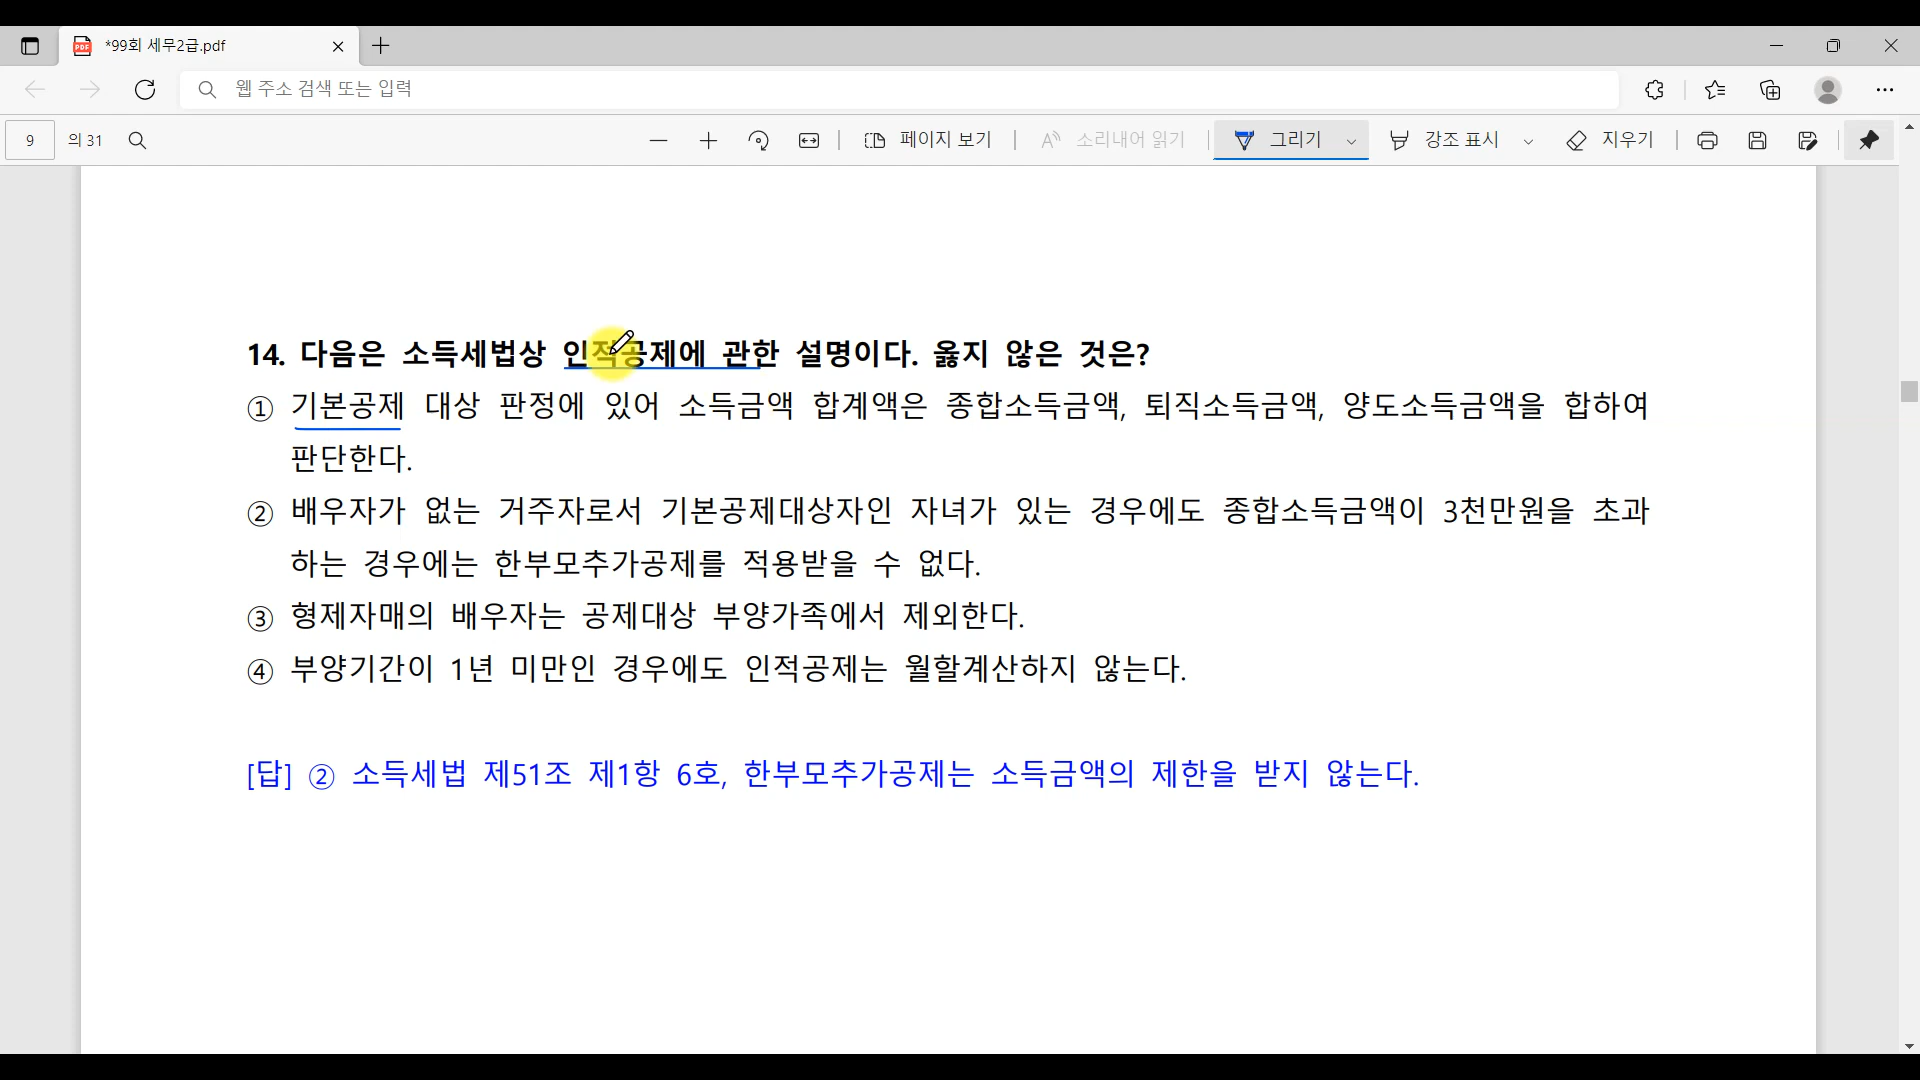 *99회 세무2급.pdf
웹 주소 검색 또는 입력
9 의 31 페이지 보기 소리내어 읽기 그리기 강조 표시 지우기
14. 다음은 소득세법상 인적공제에 관한 설명이다. 옳지 않은 것은?
① 기본공제 대상 판정에 있어 소득금액 합계액은 종합소득금액, 퇴직소득금액, 양도소득금액을 합하여
판단한다.
② 배우자가 없는 거주자로서 기본공제대상자인 자녀가 있는 경우에도 종합소득금액이 3천만원을 초과
하는 경우에는 한부모추가공제를 적용받을 수 없다.
③ 형제자매의 배우자는 공제대상 부양가족에서 제외한다.
④ 부양기간이 1년 미만인 경우에도 인적공제는 월할계산하지 않는다.
[답] ② 소득세법 제51조 제1항 6호, 한부모추가공제는 소득금액의 제한을 받지 않는다.